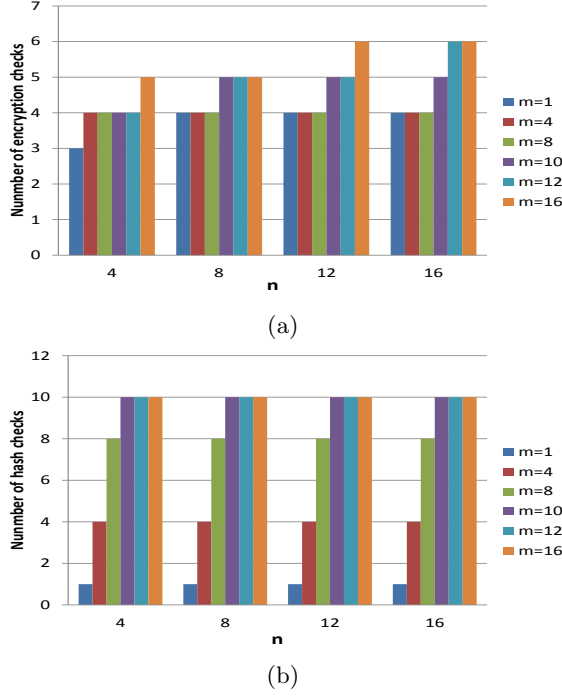 Nunmber of encryption checks
7
6
5
4
3
2
1
0
4 8 12 16
n
m=1
m=4
m=8
m=10
m=12
m=16
(a)
Nunmber of hash checks
12
10
8
6
4
2
0
4 8 12 16
n
m=1
m=4
m=8
m=10
m=12
m=16
(b)